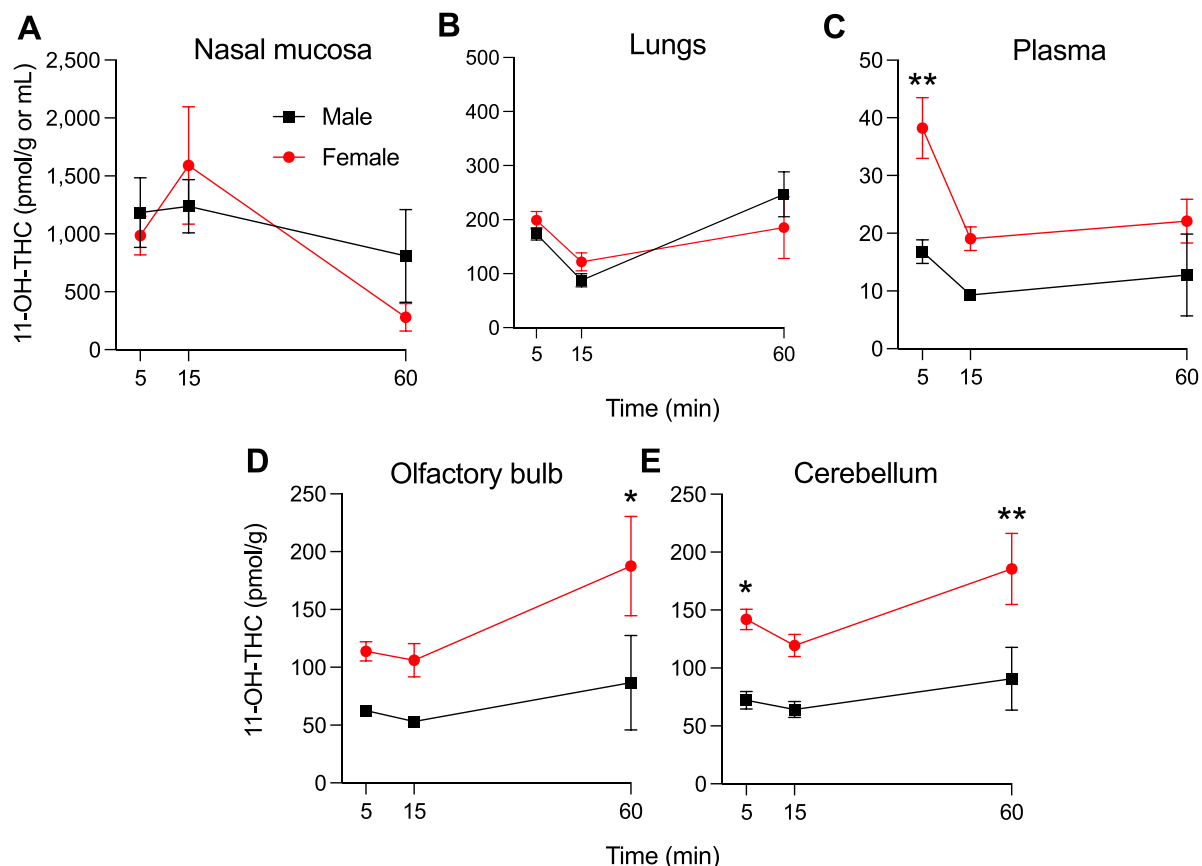 A
Nasal mucosa
11-OH-THC (pmol/g or mL)
2,500
2,000
1,500
1,000
500
0
Male
Female
5
15
60
B
Lungs
500
400
300
200
100
0
5
15
60
C
Plasma
50
40
30
20
10
0
**
5
15
60
Time (min)
D
Olfactory bulb
11-OH-THC (pmol/g)
250
200
150
100
50
0
*
5
15
60
E
Cerebellum
250
200
150
100
50
0
*
**
5
15
60
Time (min)
Time (min)